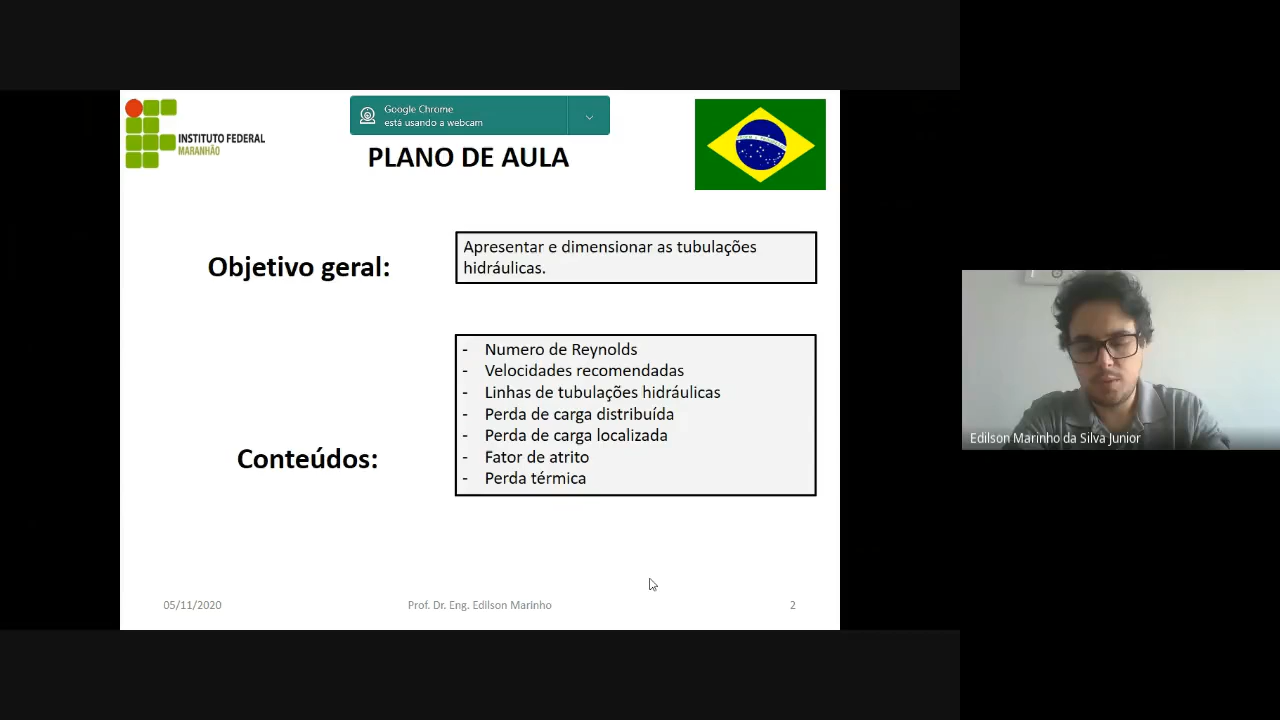 INSTITUTO FEDERAL
MARANHÃO
Google Chrome
está usando a webcam
PLANO DE AULA
Objetivo geral:
Apresentar e dimensionar as tubulações
hidráulicas.
Conteúdos:
- Numero de Reynolds
- Velocidades recomendadas
- Linhas de tubulações hidráulicas
- Perda de carga distribuída
- Perda de carga localizada
- Fator de atrito
- Perda térmica
05/11/2020
Prof. Dr. Eng. Edilson Marinho
2
Edilson Marinho da Silva Junior